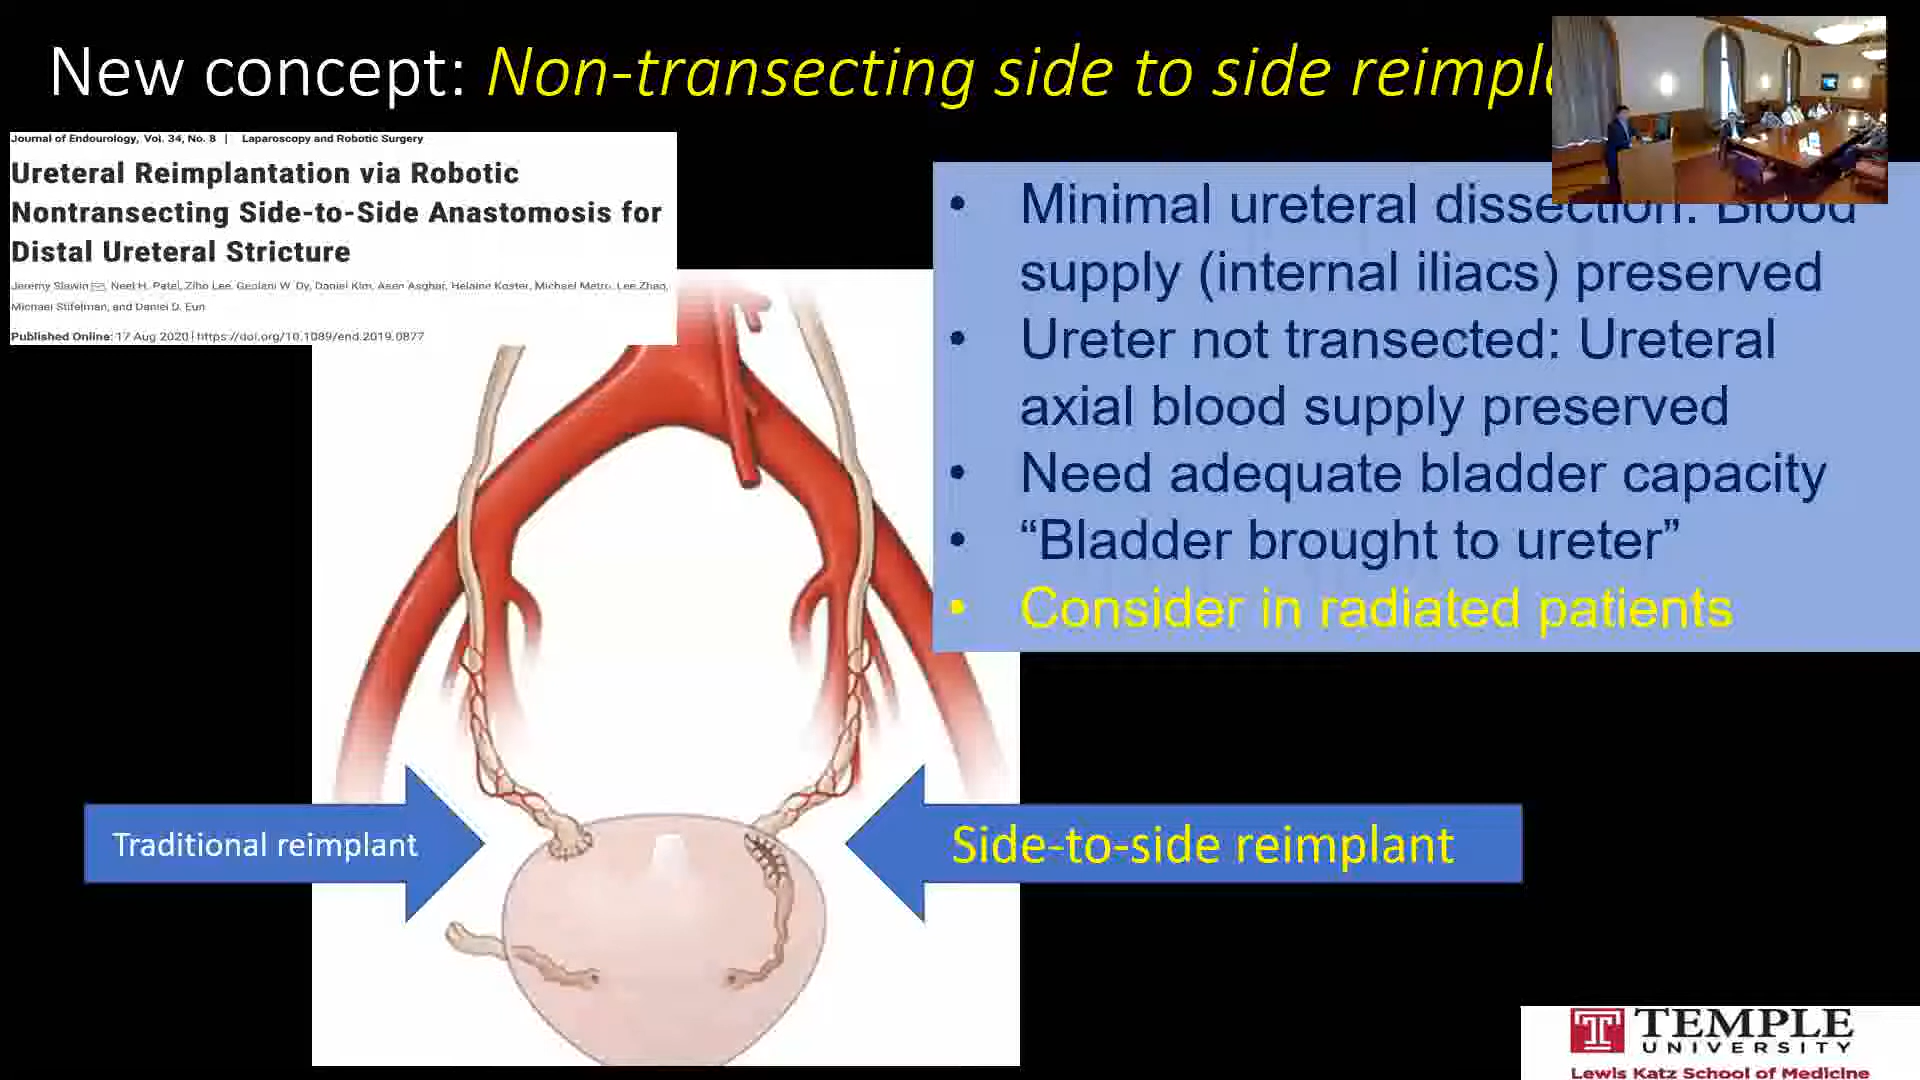 New concept: Non-transecting side to side
Journal of Endourology, Vol. 34, No. 8 | Laparoscopy and Robotic Surgery
Ureteral Reimplantation via Robotic
Nontransecting Side-to-Side Anastomosis for
Distal Ureteral Stricture
Jeremy Slawin, Neel H. Patel, Ziho Lee, Geolani W. Dy, Daniel Kim, Aeen Asghar, Helaine Koster, Michael Metro, Lee Zhao,
Michael Stifelman, and Daniel D. Eun
Published Online: 17 Aug 2020 | https://doi.org/10.1089/end.2019.0877
• Minimal ureteral dissection: Blood
supply (internal iliacs) preserved
• Ureter not transected: Ureteral
axial blood supply preserved
• Need adequate bladder capacity
• “Bladder brought to ureter”
• Consider in radiated patients
Traditional reimplant
Side-to-side reimplant
TEMPLE
UNIVERSITY
Lewis Katz School of Medicine